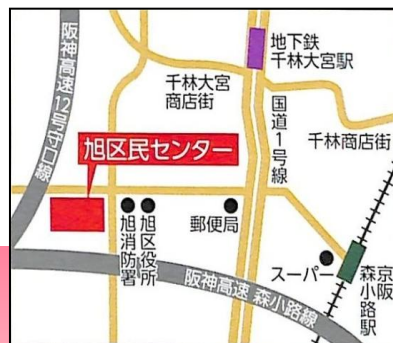 阪神高速12号守口線
地下鉄
千林大宮駅
千林大宮
商店街
国道1号線
千林商店街
旭区民センター
旭消防署
旭区役所
郵便局
スーパー
京阪
森小路駅
阪神高速 森小路線